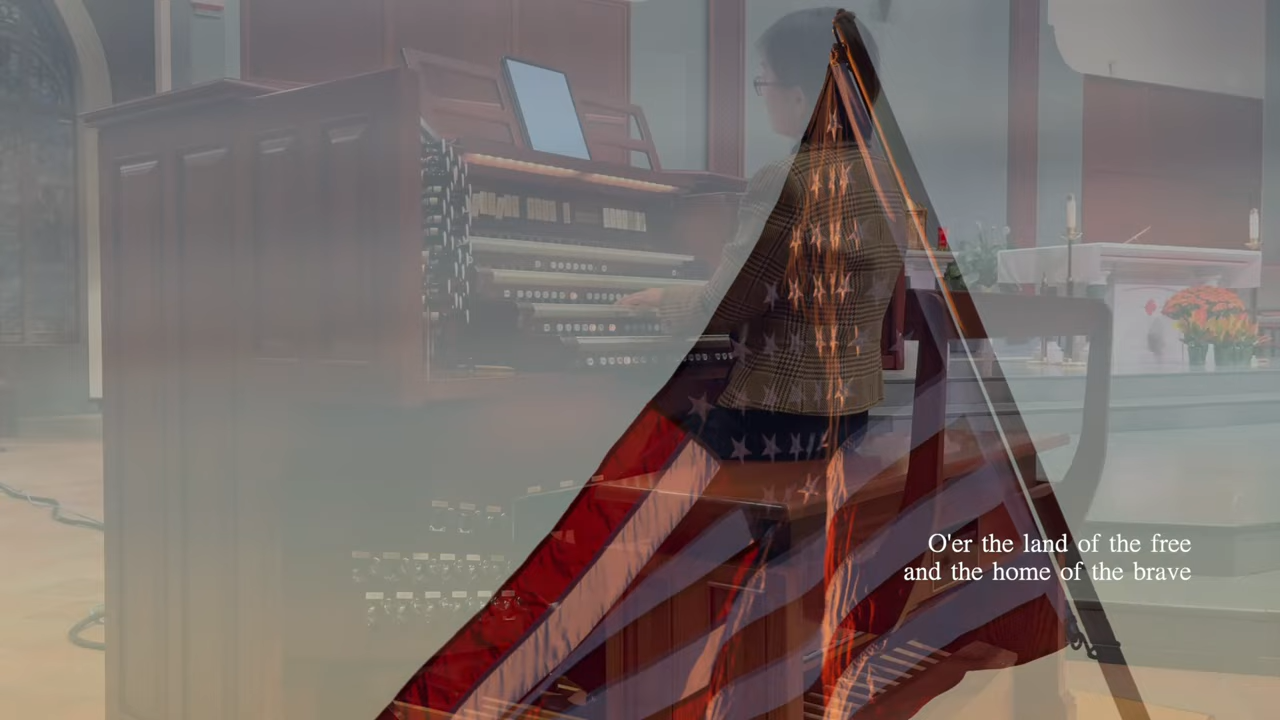 O'er the land of the free
and the home of the brave